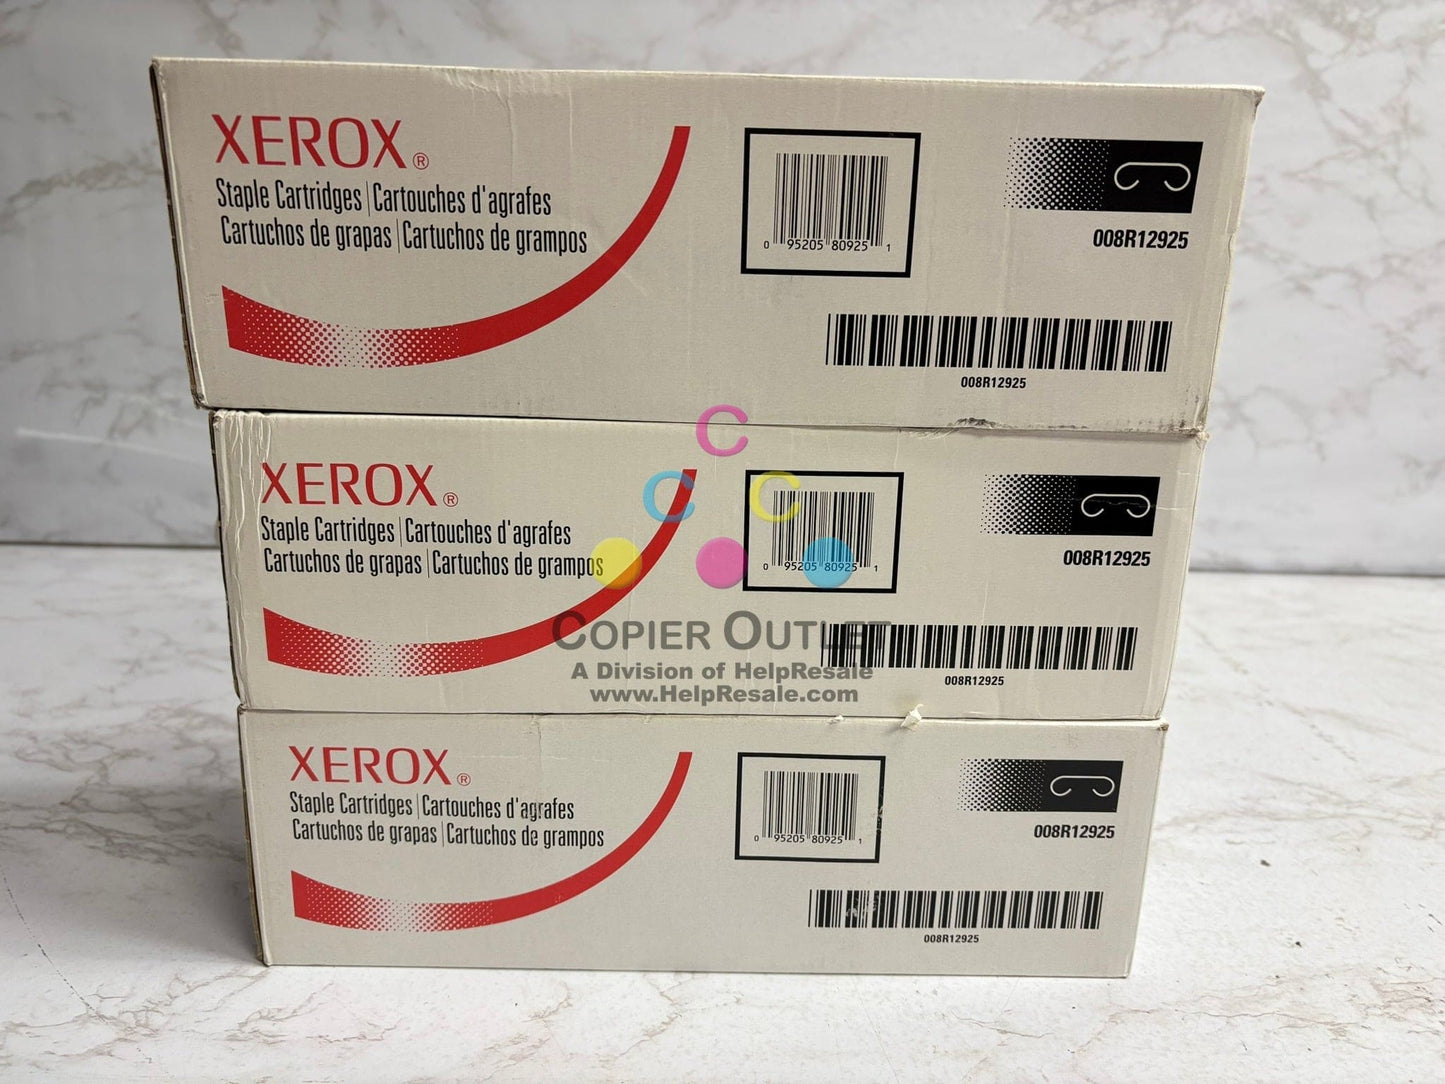 XEROX®
Staple Cartridges | Cartouches d'agrafes
Cartuchos de grapas | Cartuchos de grampos
0 95205 80925 1
008R12925
008R12925
XEROX®
Staple Cartridges | Cartouches d'agrafes
Cartuchos de grapas | Cartuchos de grampos
0 95205 80925 1
008R12925
008R12925
C
C C
COPIER OUTLET
A Division of HelpResale
www.HelpResale.com
XEROX®
Staple Cartridges | Cartouches d'agrafes
Cartuchos de grapas | Cartuchos de grampos
0 95205 80925 1
008R12925
008R12925